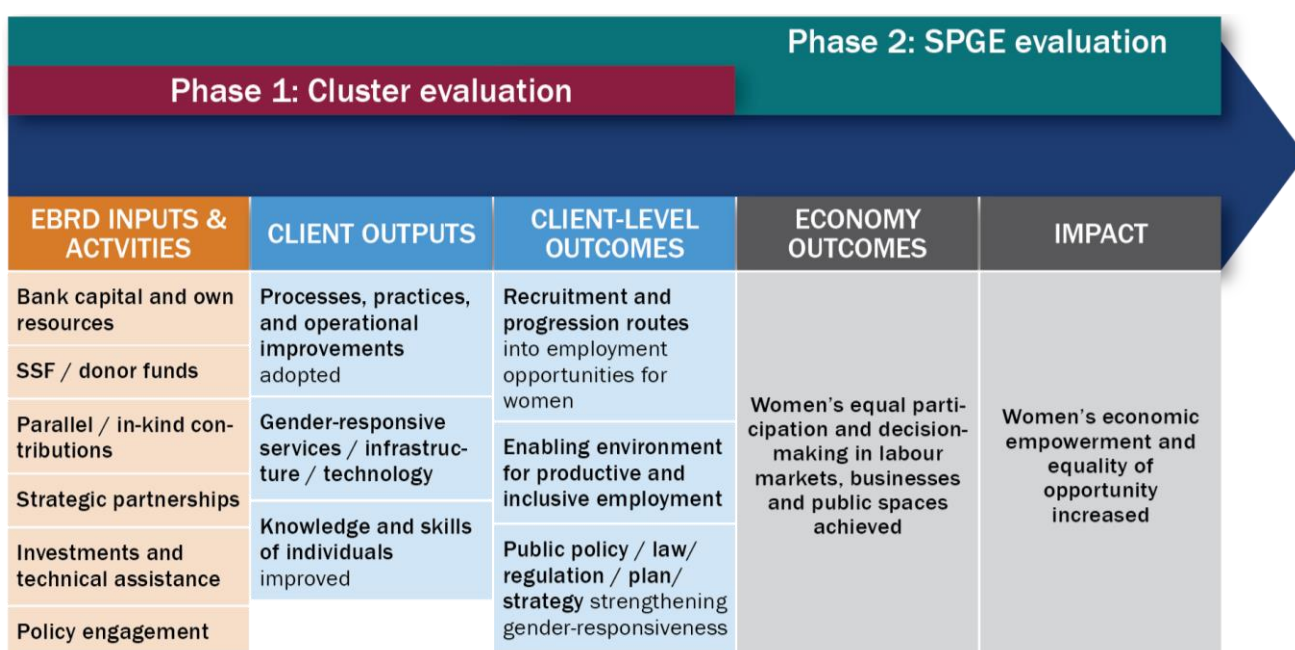 Phase 2: SPGE evaluation
Phase 1: Cluster evaluation
EBRD INPUTS &
ACTVITIES
Bank capital and own
resources
SSF / donor funds
Parallel / in-kind con-
tributions
Strategic partnerships
Investments and
technical assistance
Policy engagement
CLIENT OUTPUTS
Processes, practices,
and operational
improvements
adopted
Gender-responsive
services / infrastruc-
ture / technology
Knowledge and skills
of individuals
improved
CLIENT-LEVEL
OUTCOMES
Recruitment and
progression routes
into employment
opportunities for
women
Enabling environment
for productive and
inclusive employment
Public policy / law/
regulation / plan/
strategy strengthening
gender-responsiveness
ECONOMY
OUTCOMES
Women's equal parti-
cipation and decision-
making in labour
markets, businesses
and public spaces
achieved
IMPACT
Women's economic
empowerment and
equality of
opportunity
increased